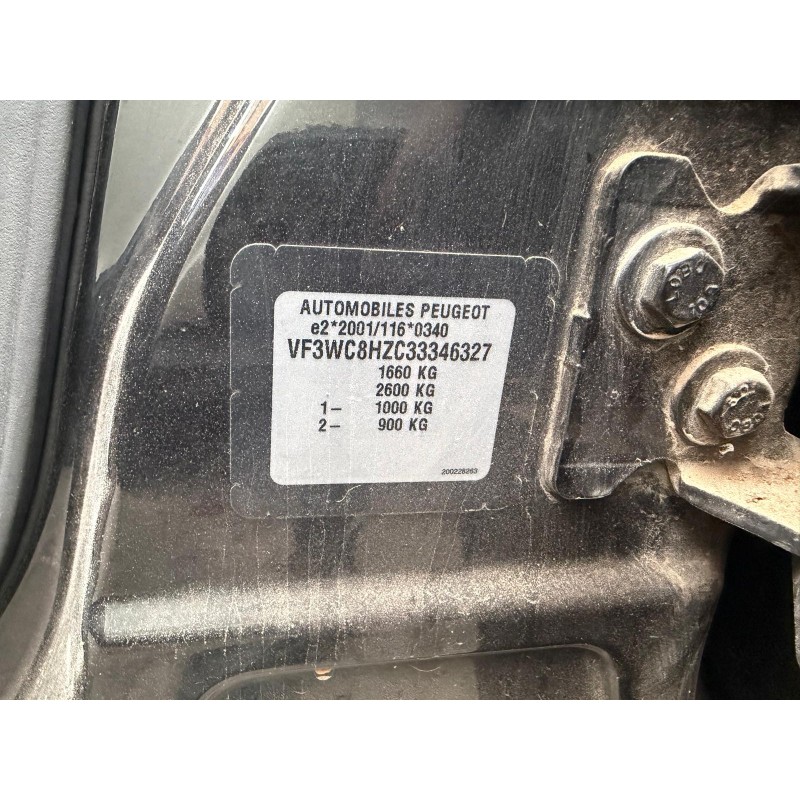 AUTOMOBILES PEUGEOT
e2*2001/116*0340
VF3WC8HZC33346327
1660 KG
2600 KG
1- 1000 KG
2- 900 KG
200228263